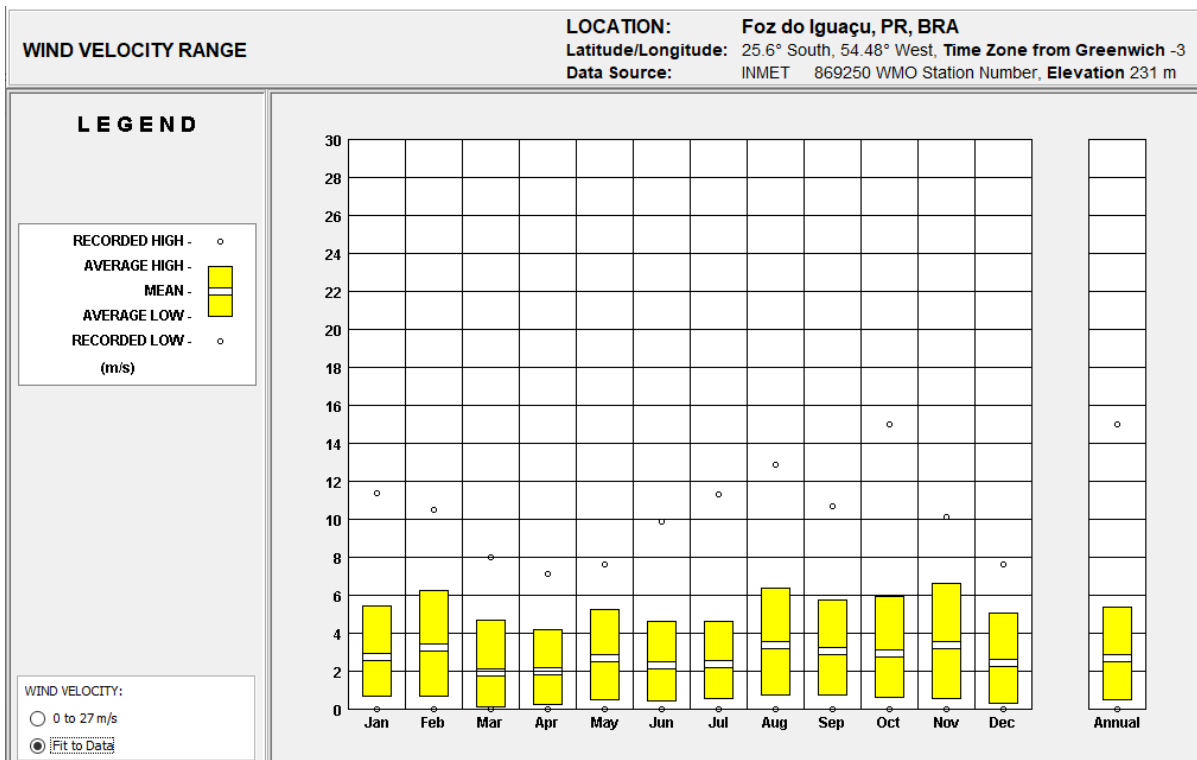 WIND VELOCITY RANGE
LOCATION: Foz do Iguaçu, PR, BRA
Latitude/Longitude: 25.6° South, 54.48° West, Time Zone from Greenwich -3
Data Source: INMET 869250 WMO Station Number, Elevation 231 m
LEGEND
RECORDED HIGH -
AVERAGE HIGH -
MEAN -
AVERAGE LOW -
RECORDED LOW -
(m/s)
WIND VELOCITY:
0 to 27 m/s
Fit to Data
30
28
26
24
22
20
18
16
14
12
10
8
6
4
2
0
Jan Feb Mar Apr May Jun Jul Aug Sep Oct Nov Dec Annual